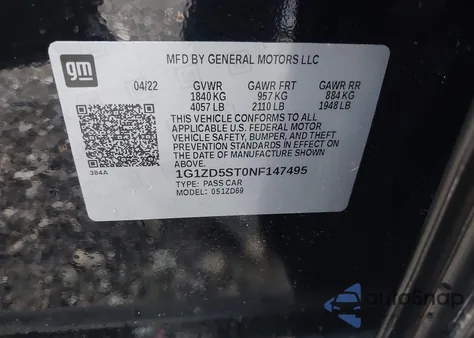 gm
MFD BY GENERAL MOTORS LLC
04/22 GVWR GAWR FRT GAWR RR
1840 KG 957 KG 884 KG
4057 LB 2110 LB 1948 LB
THIS VEHICLE CONFORMS TO ALL
APPLICABLE U.S. FEDERAL MOTOR
VEHICLE SAFETY, BUMPER, AND THEFT
PREVENTION STANDARDS IN EFFECT ON
THE DATE OF MANUFACTURE SHOWN
ABOVE.
384A 1G1ZD5ST0NF147495
TYPE: PASS CAR
MODEL: 051ZD69
autoSnap